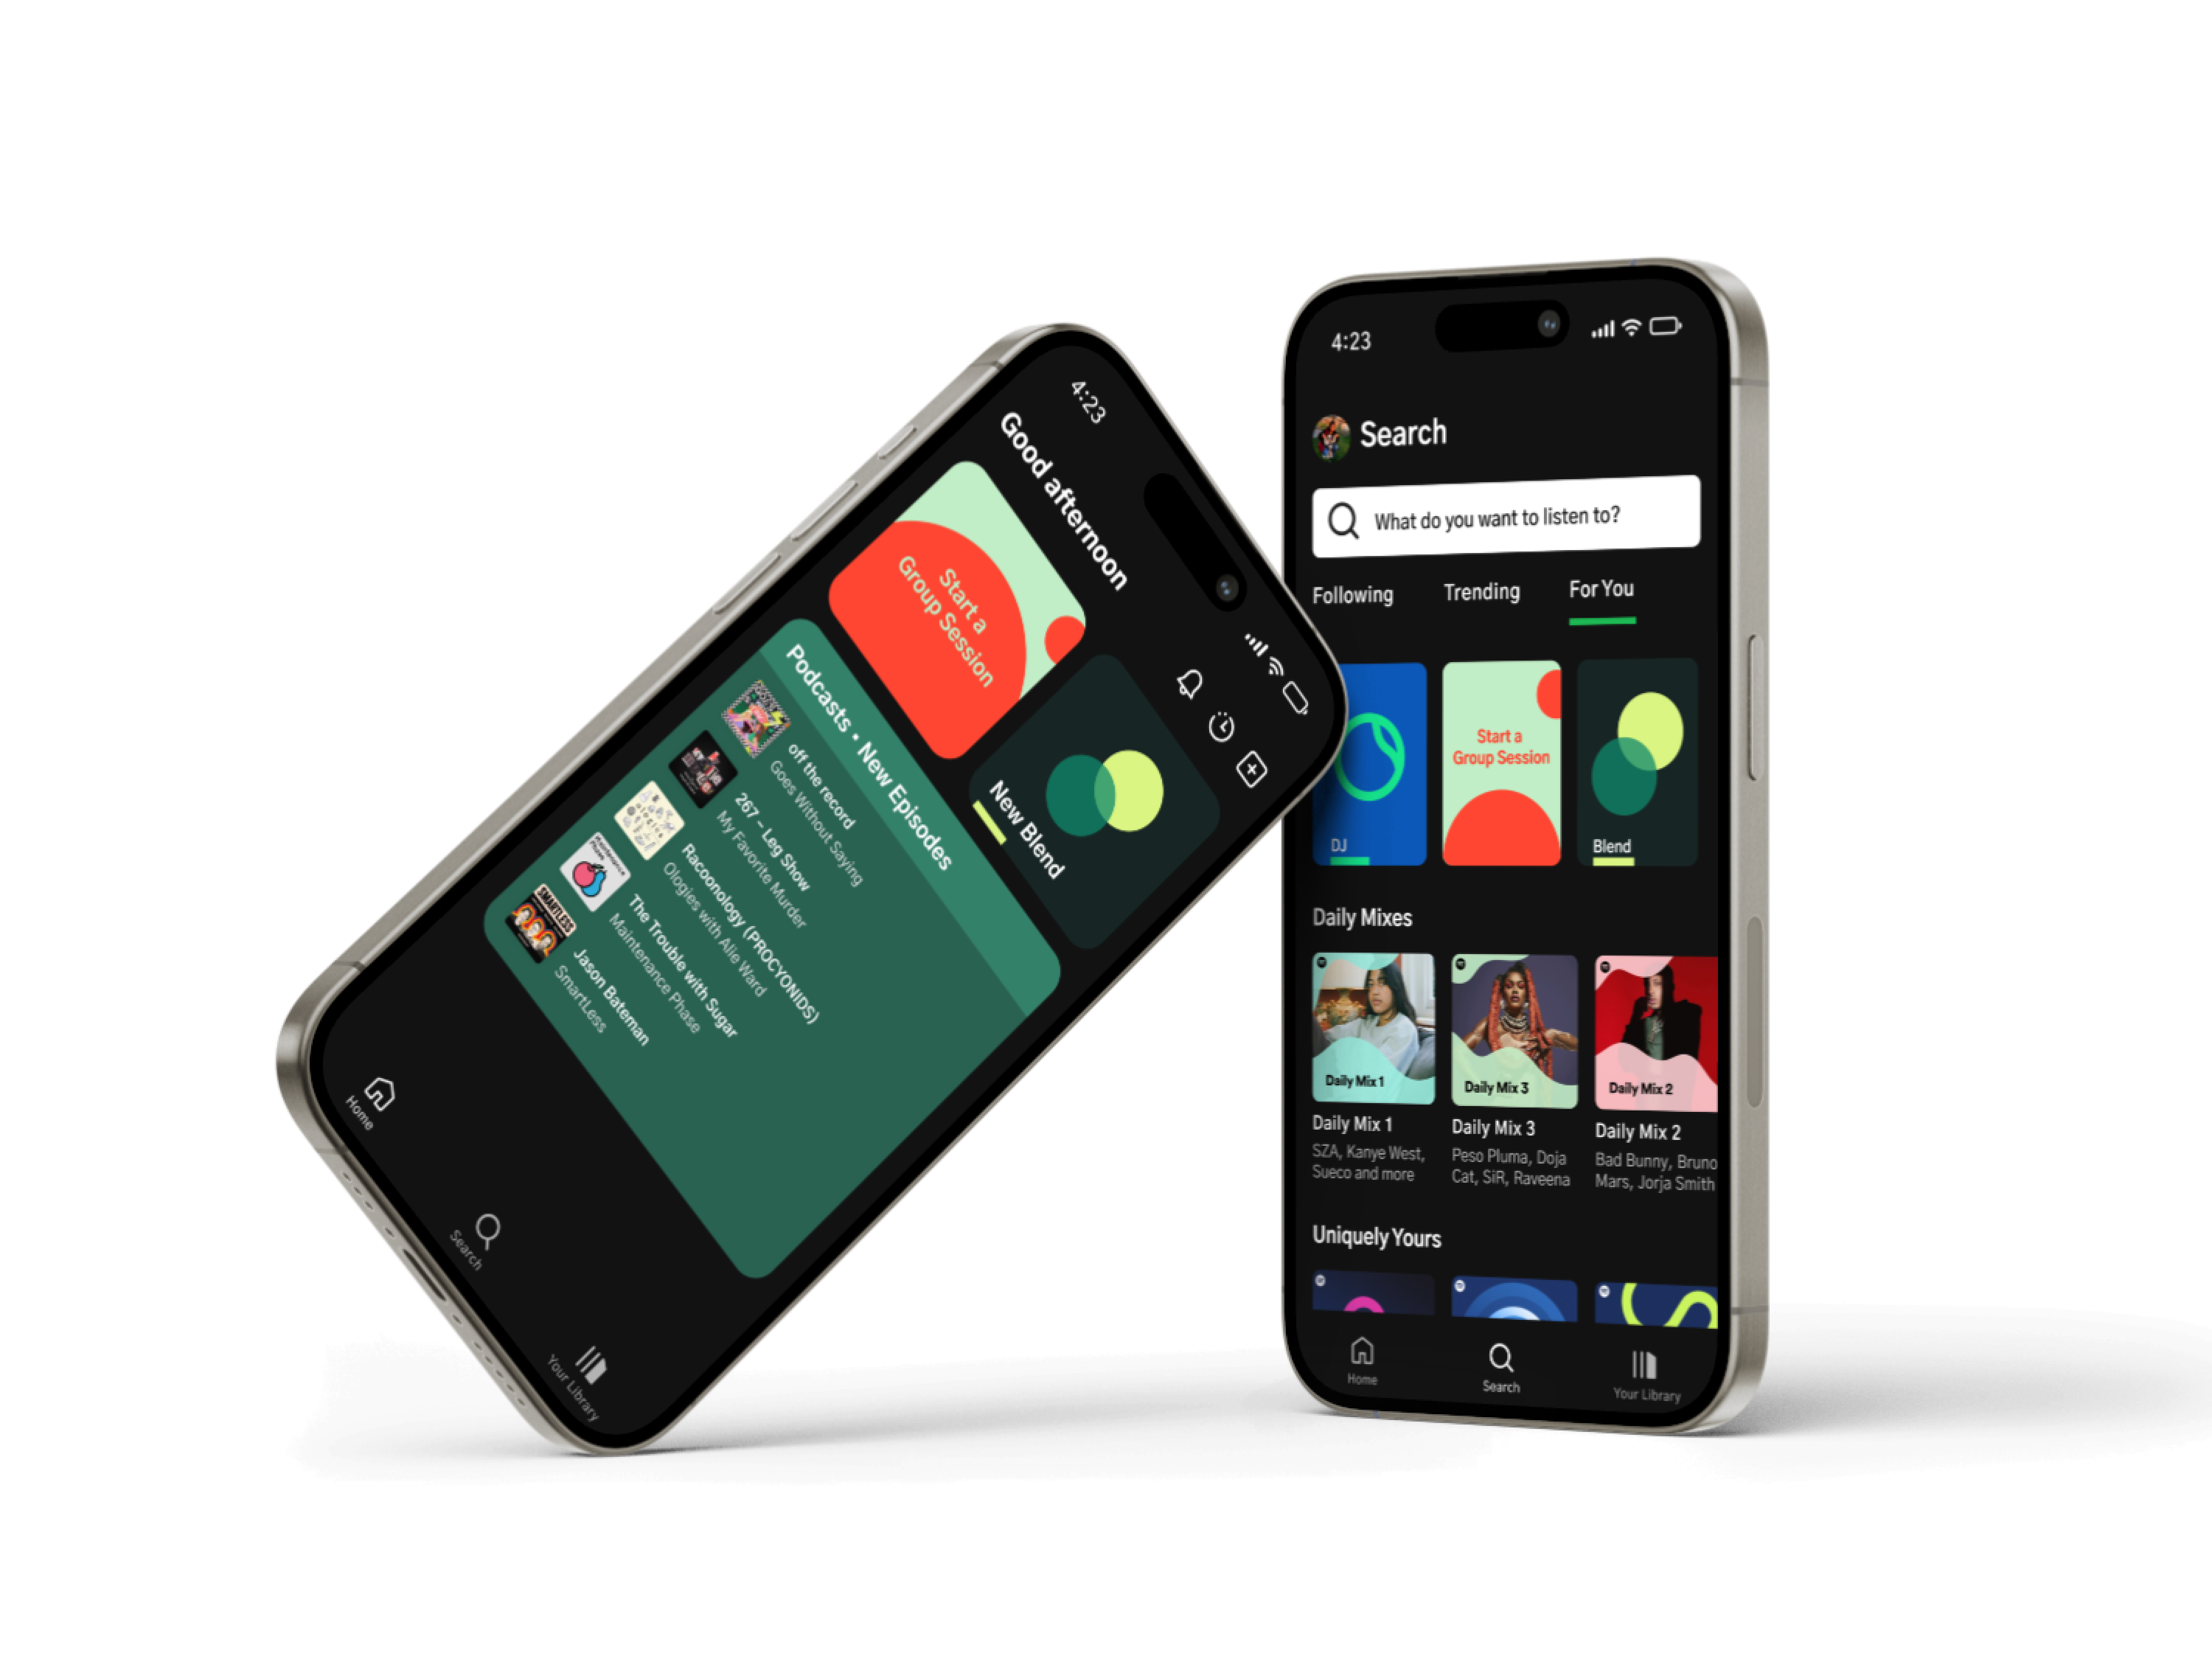 4:23
Good afternoon
Start a
Group Session
New Blend
Podcasts • New Episodes
off the record
Goes Without Saying
267 – Leg Show
My Favorite Murder
Racoonology (PROCYONIDS)
Ologies with Alie Ward
The Trouble with Sugar
Maintenance Phase
SMARTLESS
Jason Bateman
SmartLess
Home
Search
Your Library
4:23
Search
What do you want to listen to?
Following
Trending
For You
DJ
Start a
Group Session
Blend
Daily Mixes
Daily Mix 1
Daily Mix 3
Daily Mix 2
Daily Mix 1
SZA, Kanye West,
Sueco and more
Daily Mix 3
Peso Pluma, Doja
Cat, SiR, Raveena
Daily Mix 2
Bad Bunny, Bruno
Mars, Jorja Smith
Uniquely Yours
Home
Search
Your Library